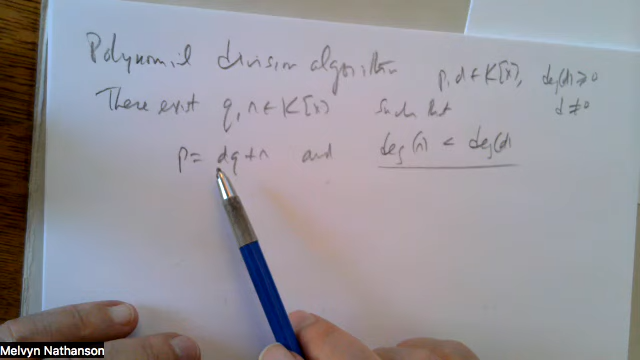 Polynomial division algorithm p, d ∈ K[x], deg(d) ≥ 0
There exist q, r ∈ K[x] such that d ≠ 0
p = dq + r and deg(r) < deg(d)
Melvyn Nathanson